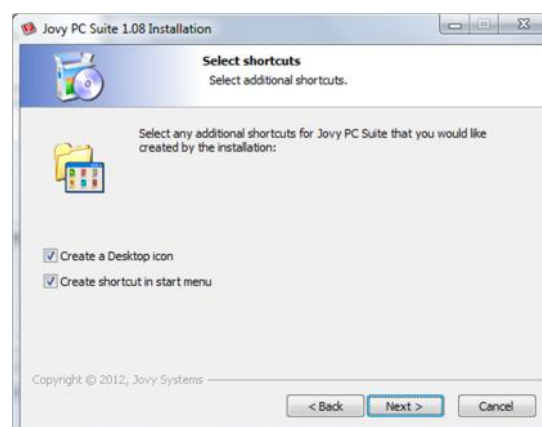 Jovy PC Suite 1.08 Installation
Select shortcuts
Select additional shortcuts.
Select any additional shortcuts for Jovy PC Suite that you would like
created by the installation:
Create a Desktop icon
Create shortcut in start menu
Copyright © 2012, Jovy Systems
< Back Next > Cancel